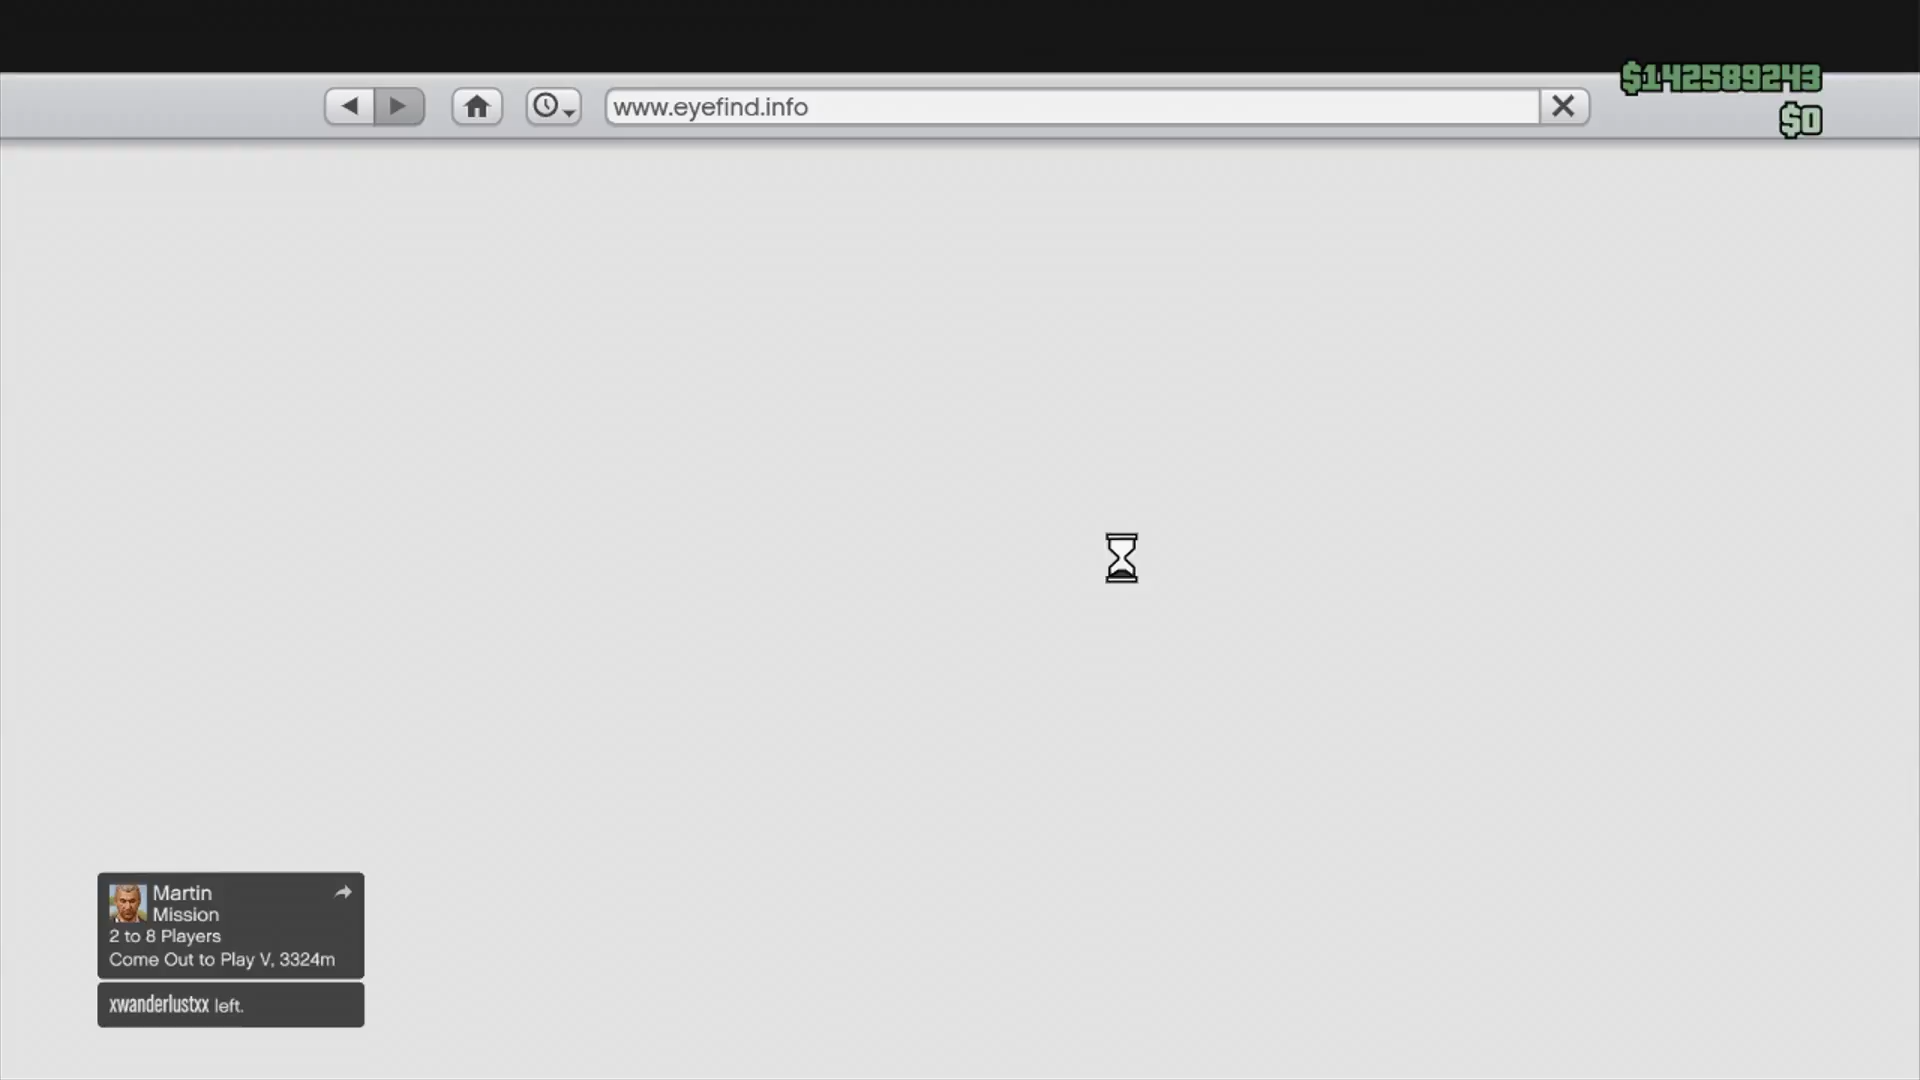 $142589243
www.eyefind.info
$0
Martin
Mission
2 to 8 Players
Come Out to Play V, 3324m
xwanderlustxx left.